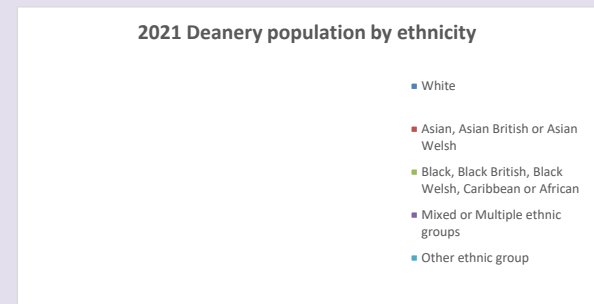 2021 Deanery population by ethnicity
White
Asian, Asian British or Asian
Welsh
Black, Black British, Black
Welsh, Caribbean or African
Mixed or Multiple ethnic
groups
Other ethnic group